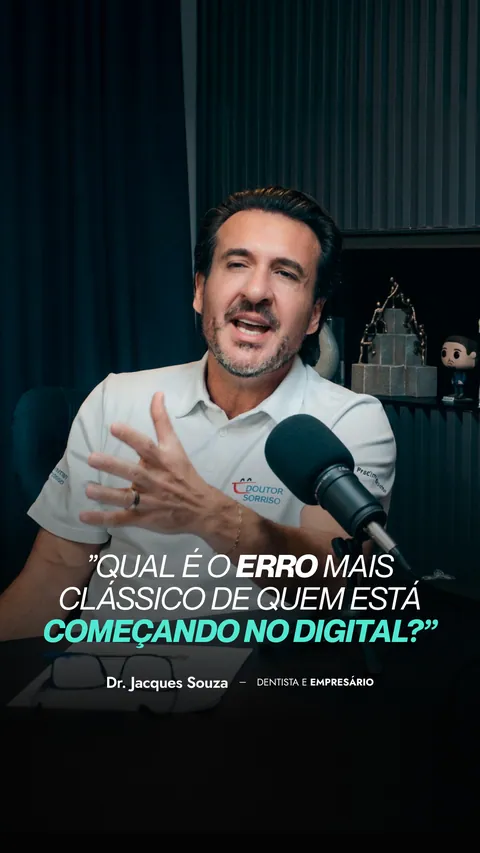 DOUTOR
SORRISO
"QUAL É O ERRO MAIS
CLÁSSICO DE QUEM ESTÁ
COMEÇANDO NO DIGITAL?"
Dr. Jacques Souza – DENTISTA E EMPRESÁRIO